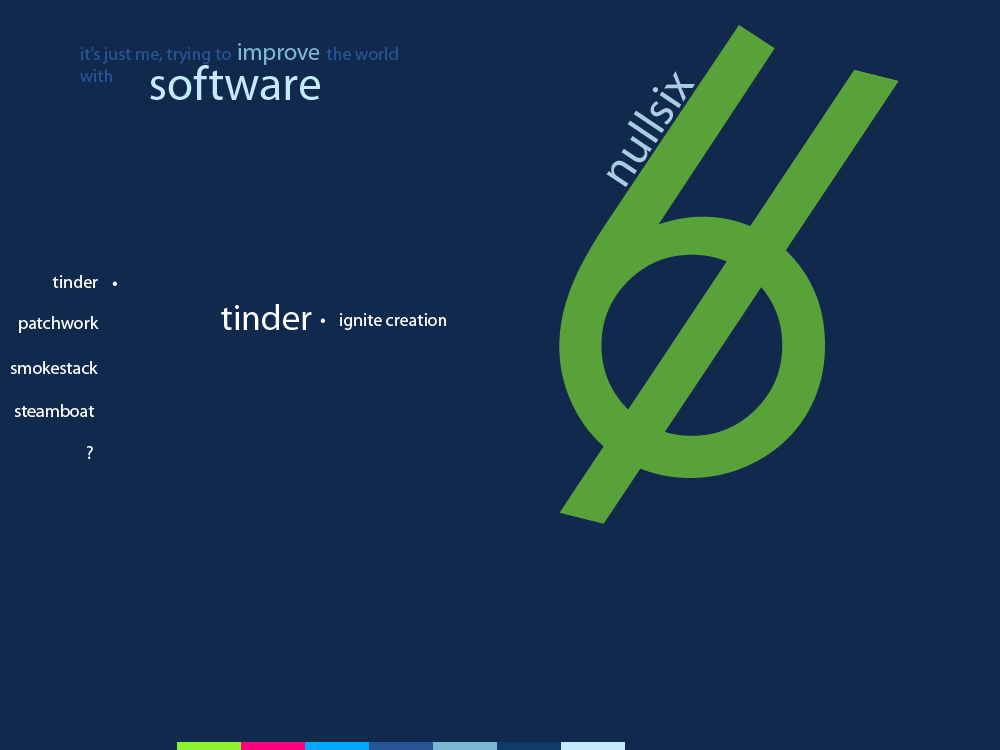 it's just me, trying to improve the world
with software
nullsix
tinder •
patchwork
smokestack
steamboat
?
tinder • ignite creation